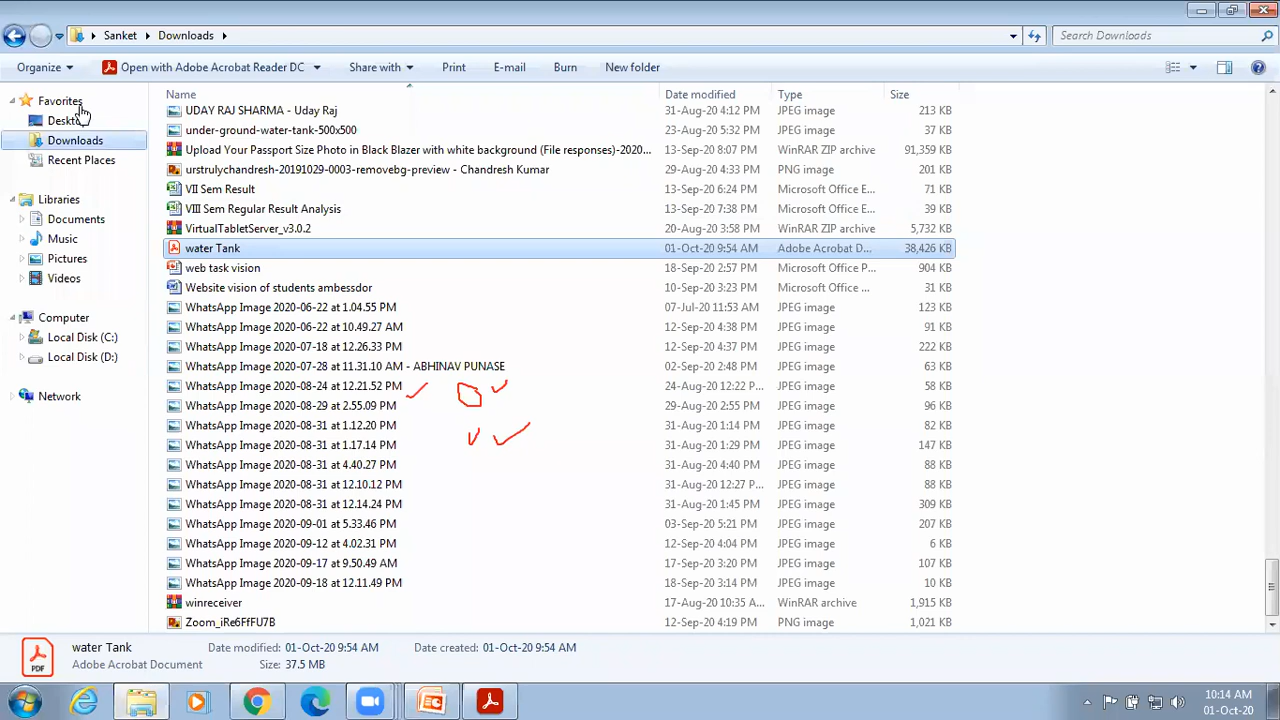 Sanket Downloads
Search Downloads
Organize Open with Adobe Acrobat Reader DC Share with Print E-mail Burn New folder
Favorites
Downloads
Recent Places
Libraries
Documents
Music
Pictures
Videos
Computer
Local Disk (C:)
Local Disk (D:)
Network
Name Date modified Type Size
UDAY RAJ SHARMA - Uday Raj 31-Aug-20 4:12 PM JPEG image 213 KB
under-ground-water-tank-500x500 23-Aug-20 5:32 PM JPEG image 37 KB
Upload Your Passport Size Photo in Black Blazer with white background (File responses)-2020... 13-Sep-20 8:07 PM WinRAR ZIP archive 91,359 KB
urstrulychandresh-20191029-0003-removebg-preview - Chandresh Kumar 29-Aug-20 4:33 PM PNG image 201 KB
VII Sem Result 13-Sep-20 6:24 PM Microsoft Office E... 71 KB
VIII Sem Regular Result Analysis 13-Sep-20 7:38 PM Microsoft Office E... 39 KB
VirtualTabletServer_v3.0.2 20-Aug-20 3:58 PM WinRAR ZIP archive 5,732 KB
water Tank 01-Oct-20 9:54 AM Adobe Acrobat D... 38,426 KB
web task vision 18-Sep-20 2:57 PM Microsoft Office P... 904 KB
Website vision of students ambessdor 10-Sep-20 3:23 PM Microsoft Office ... 31 KB
WhatsApp Image 2020-06-22 at 1.04.55 PM 07-Jul-20 11:53 AM JPEG image 123 KB
WhatsApp Image 2020-06-22 at 10.49.27 AM 12-Sep-20 4:38 PM JPEG image 91 KB
WhatsApp Image 2020-07-18 at 12.26.33 PM 12-Sep-20 4:37 PM JPEG image 222 KB
WhatsApp Image 2020-07-28 at 11.31.10 AM - ABHINAV PUNASE 02-Sep-20 2:48 PM JPEG image 63 KB
WhatsApp Image 2020-08-24 at 12.21.52 PM 24-Aug-20 12:22 P... JPEG image 58 KB
WhatsApp Image 2020-08-29 at 2.55.09 PM 29-Aug-20 2:55 PM JPEG image 96 KB
WhatsApp Image 2020-08-31 at 1.12.20 PM 31-Aug-20 1:14 PM JPEG image 82 KB
WhatsApp Image 2020-08-31 at 1.17.14 PM 31-Aug-20 1:29 PM JPEG image 147 KB
WhatsApp Image 2020-08-31 at 4.40.27 PM 31-Aug-20 4:40 PM JPEG image 88 KB
WhatsApp Image 2020-08-31 at 12.10.12 PM 31-Aug-20 12:27 P... JPEG image 88 KB
WhatsApp Image 2020-08-31 at 12.14.24 PM 31-Aug-20 1:45 PM JPEG image 309 KB
WhatsApp Image 2020-09-01 at 5.33.46 PM 03-Sep-20 5:21 PM JPEG image 207 KB
WhatsApp Image 2020-09-12 at 4.02.31 PM 12-Sep-20 4:04 PM JPEG image 6 KB
WhatsApp Image 2020-09-17 at 9.50.49 AM 17-Sep-20 3:20 PM JPEG image 107 KB
WhatsApp Image 2020-09-18 at 12.11.49 PM 18-Sep-20 3:14 PM JPEG image 10 KB
winreceiver 17-Aug-20 10:35 A... WinRAR archive 1,915 KB
Zoom_iRe6FfFU7B 12-Sep-20 4:19 PM PNG image 1,021 KB
water Tank Date modified: 01-Oct-20 9:54 AM Date created: 01-Oct-20 9:54 AM
Adobe Acrobat Document Size: 37.5 MB
PDF
10:14 AM
01-Oct-20